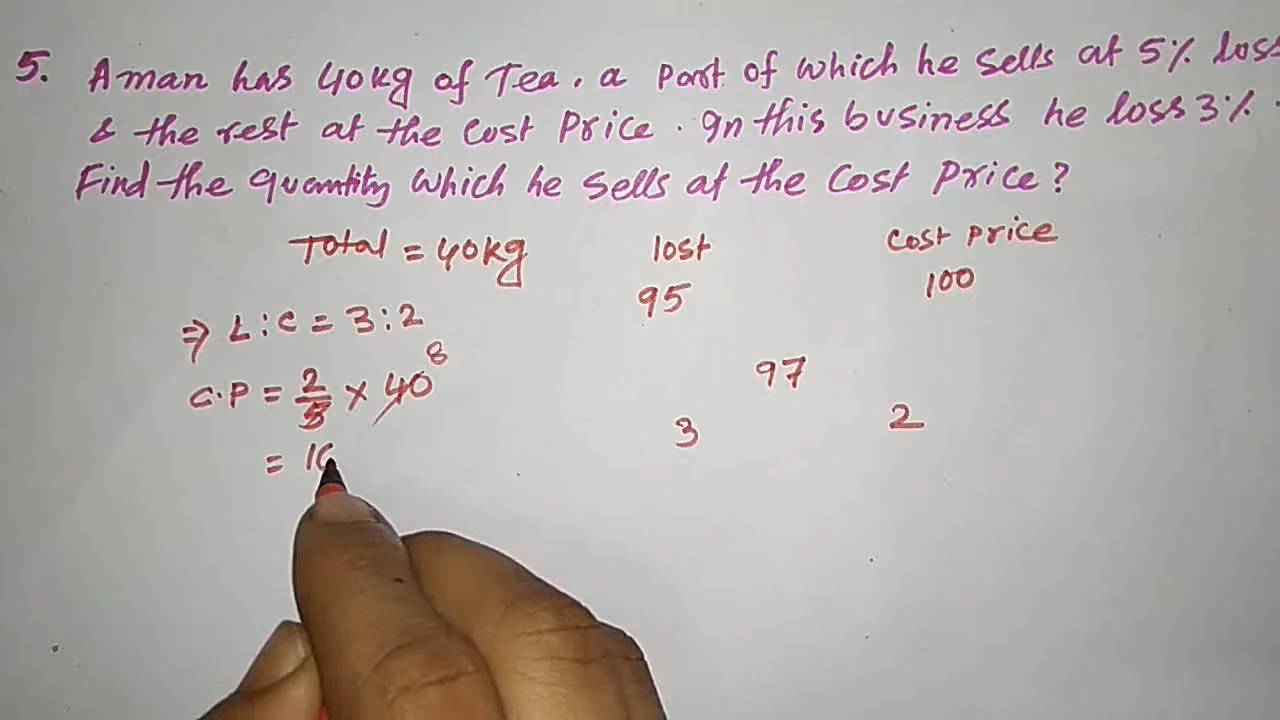 5. A man has 40kg of Tea. a part of which he sells at 5% loss
& the rest at the cost price. In this business he loss 3%.
Find the quantity which he sells at the cost price?
Total = 40kg lost cost price
95 100
⇒ L:C = 3:2
97
C.P = 2/5 × 40 8
3 2
= 16